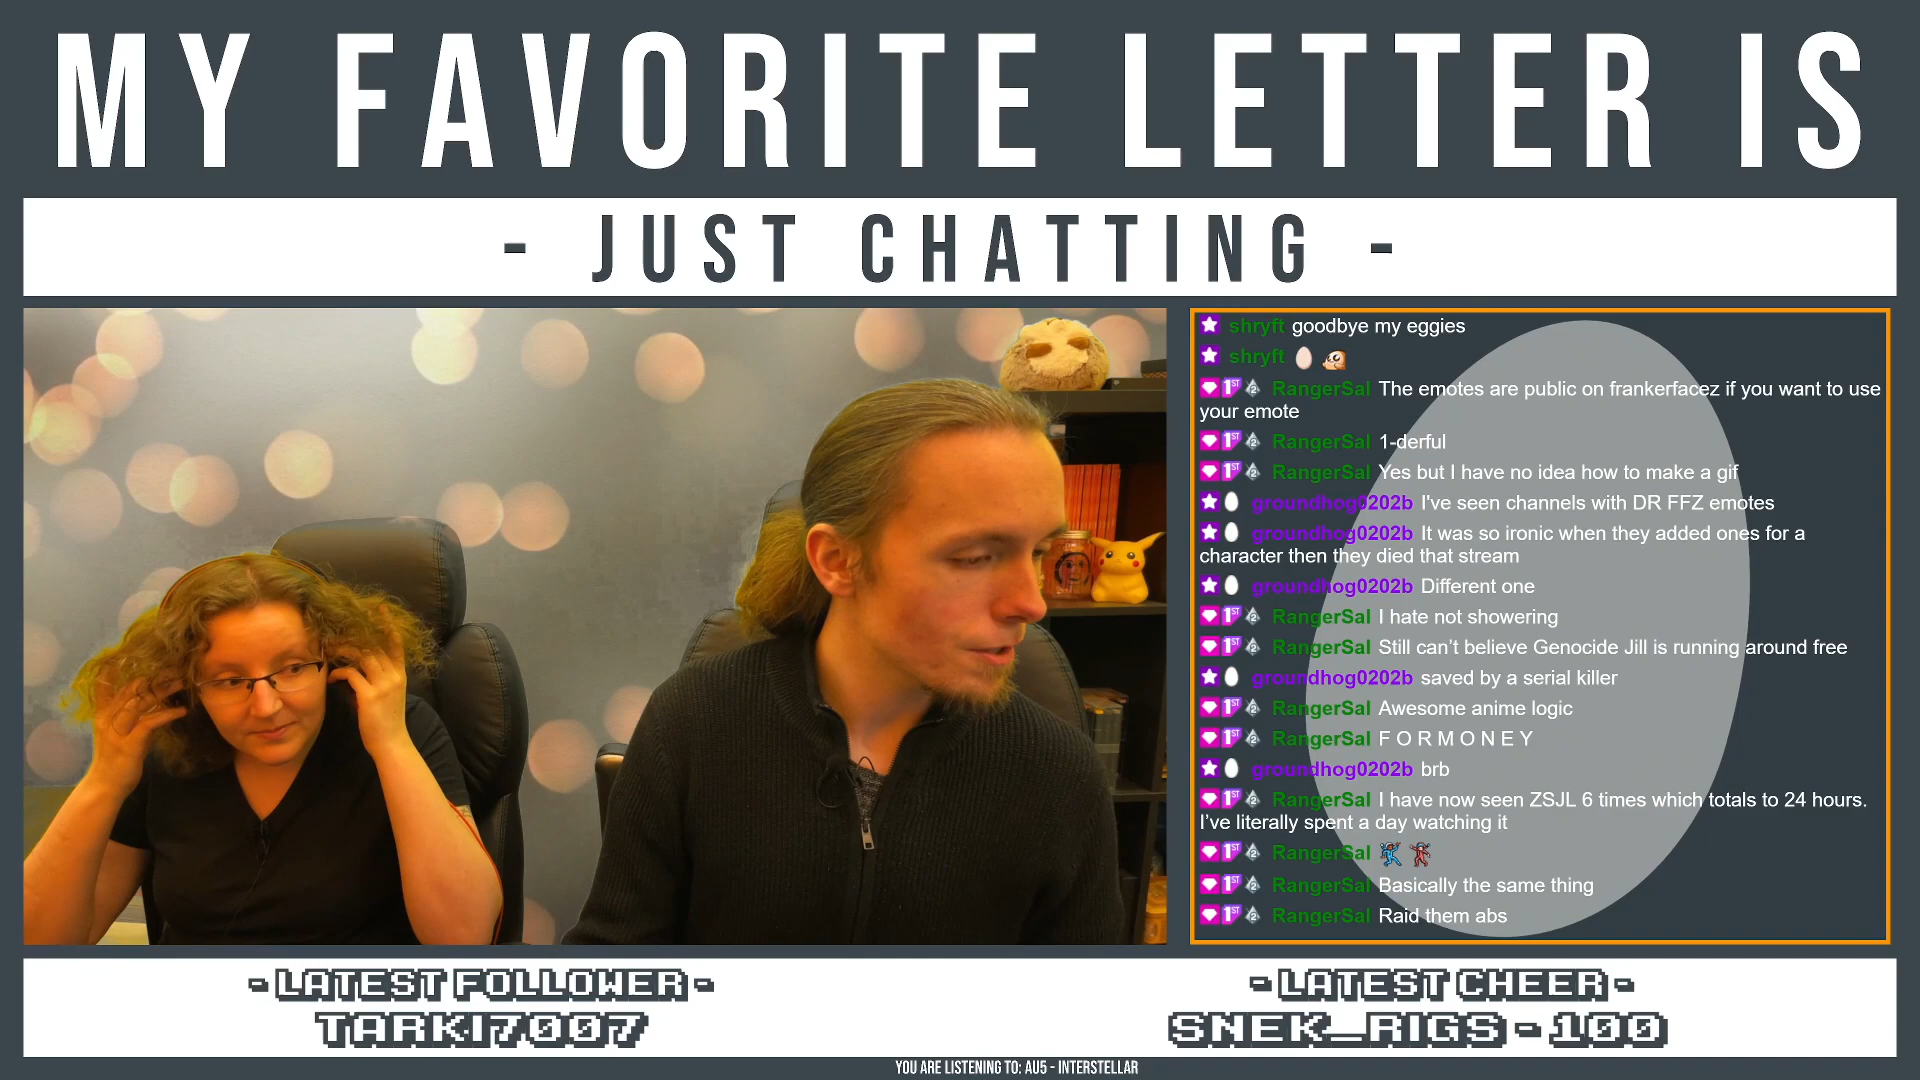 MY FAVORITE LETTER IS
- JUST CHATTING -
shryft goodbye my eggies
shryft
RangerSal The emotes are public on frankerfacez if you want to use
your emote
RangerSal 1-derful
RangerSal Yes but I have no idea how to make a gif
groundhog0202b I've seen channels with DR FFZ emotes
groundhog0202b It was so ironic when they added ones for a
character then they died that stream
groundhog0202b Different one
RangerSal I hate not showering
RangerSal Still can’t believe Genocide Jill is running around free
groundhog0202b saved by a serial killer
RangerSal Awesome anime logic
RangerSal F O R M O N E Y
groundhog0202b brb
RangerSal I have now seen ZSJL 6 times which totals to 24 hours.
I’ve literally spent a day watching it
RangerSal
RangerSal Basically the same thing
RangerSal Raid them abs
- LATEST FOLLOWER -
TARKI7007
- LATEST CHEER -
SNEK_RIGS - 100
YOU ARE LISTENING TO: AU5 - INTERSTELLAR